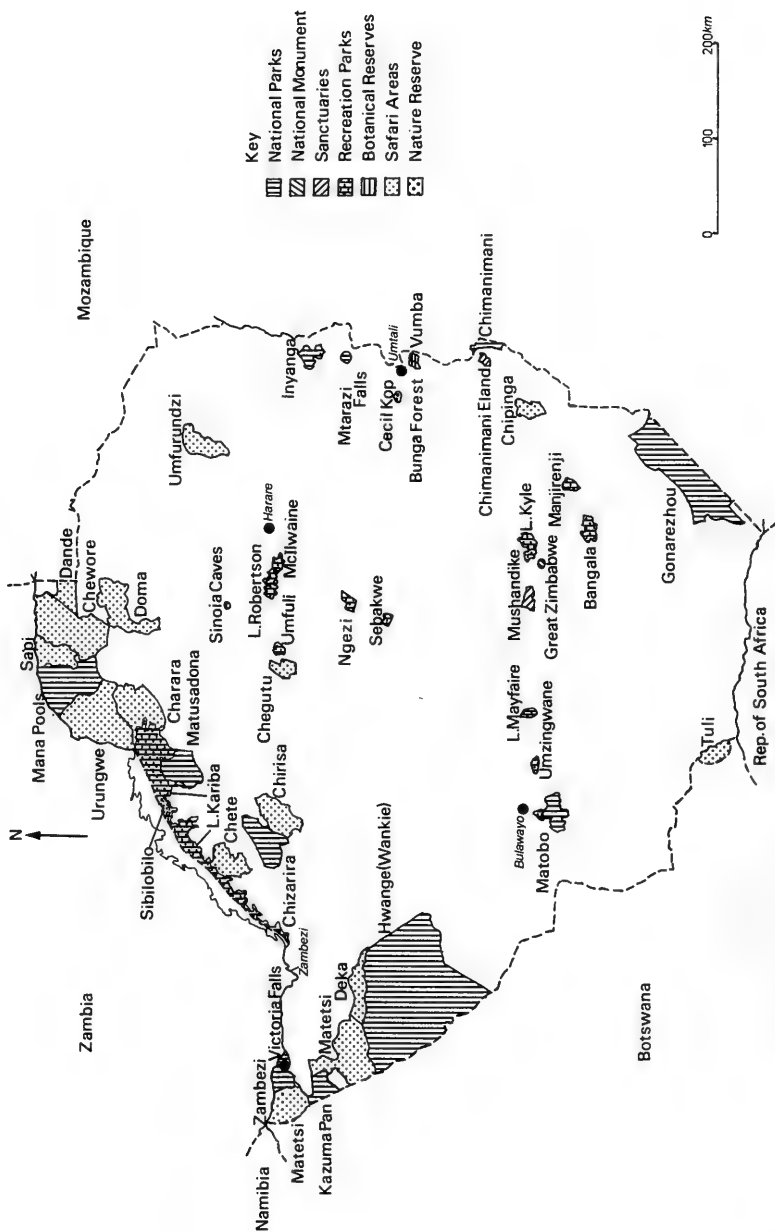 N
Zambia
Mozambique
Namibia
Botswana
Rep. of South Africa
Mana Pools
Sapi
Dande
Chewore
Doma
Urungwe
Charara
Matusadona
Sibilobilo
L.Kariba
Chete
Chirisa
Chizarira
Zambezi
Victoria Falls
Zambezi
Matetsi
Kazuma Pan
Matetsi
Deka
Hwange(Wankie)
Umfurundzi
Sinoia Caves
Harare
L.Robertson
McIlwaine
Umfuli
Chegutu
Ngezi
Sebakwe
Inyanga
Mtarazi
Falls
Cecil Kop
Umtali
Vumba
Bunga Forest
Chimanimani
Chimanimani Eland
Chipinga
L.Kyle
Manjirenji
Mushandike
Great Zimbabwe
Bangala
L.Mayfaire
Umzingwane
Bulawayo
Matobo
Gonarezhou
Tuli
Key
National Parks
National Monument
Sanctuaries
Recreation Parks
Botanical Reserves
Safari Areas
Nature Reserve
0 100 200km